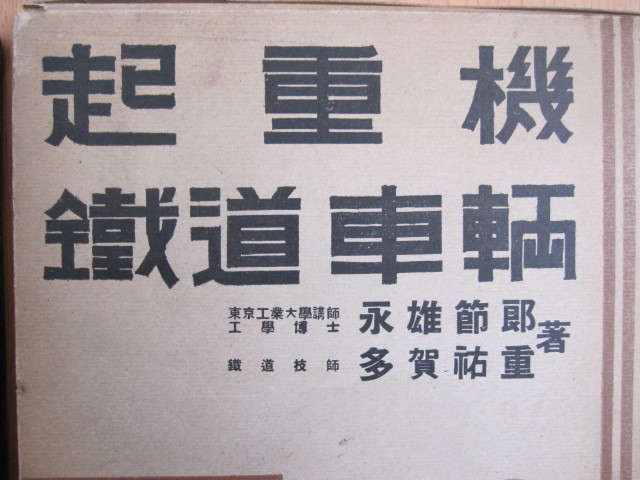 起重機
鐵道車輌
東京工業大學講師
工學博士
永雄節郎
鐵道技師
多賀祐重
著